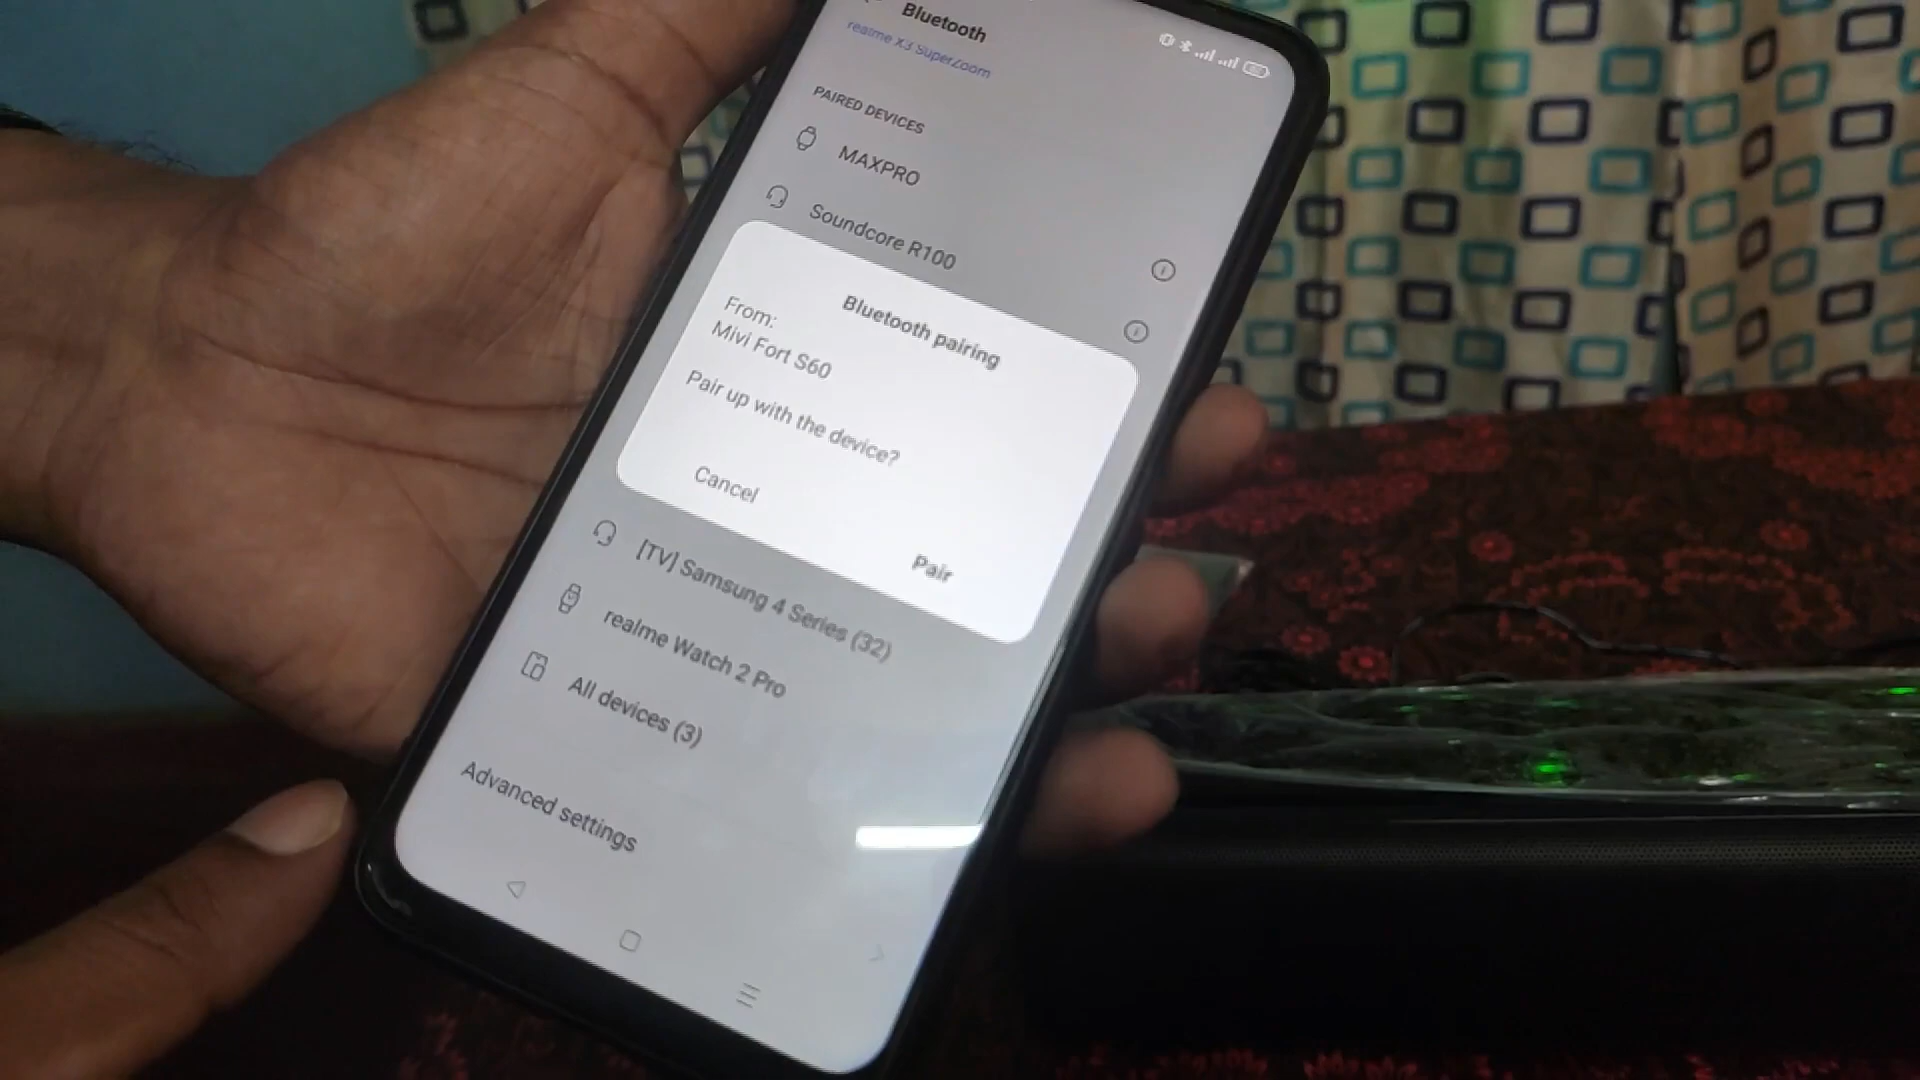 Bluetooth
realme X3 SuperZoom
PAIRED DEVICES
MAXPRO
Soundcore R100
Bluetooth pairing
From:
Mivi Fort S60
Pair up with the device?
Cancel
Pair
[TV] Samsung 4 Series (32)
realme Watch 2 Pro
All devices (3)
Advanced settings